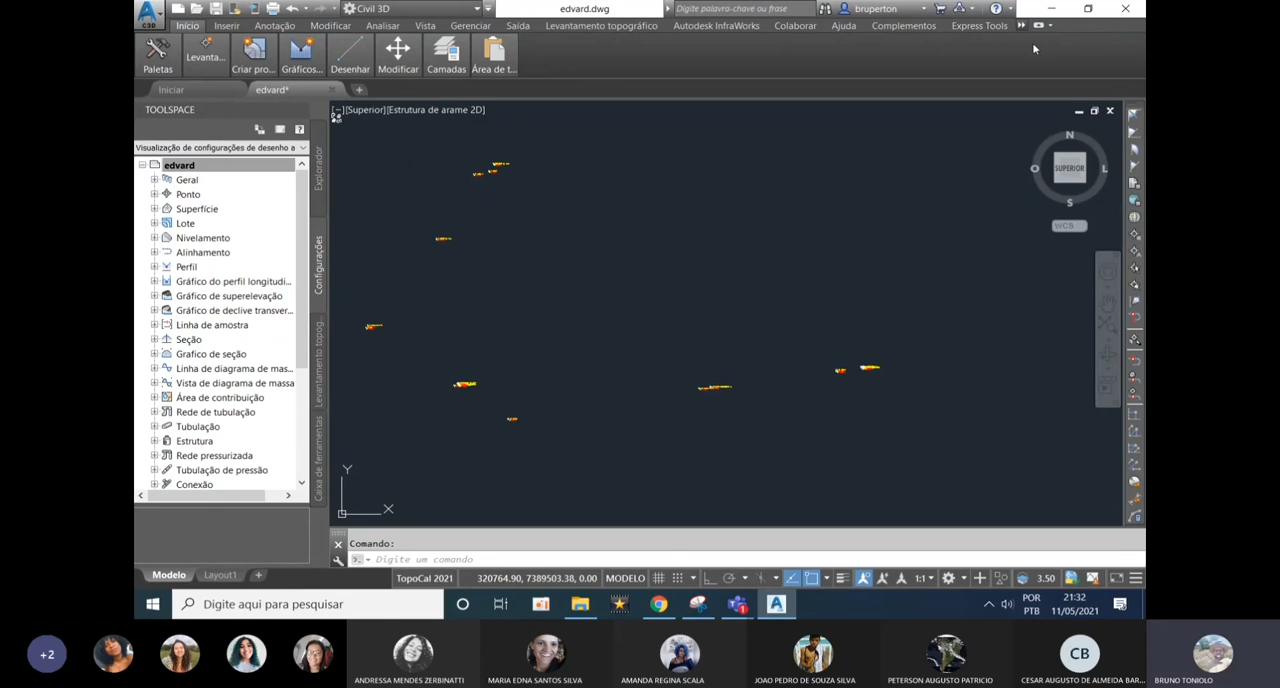 C3D
Civil 3D
edvard.dwg
Digite palavra-chave ou frase
bruperton
Início Inserir Anotação Modificar Analisar Vista Gerenciar Saída Levantamento topográfico Autodesk InfraWorks Colaborar Ajuda Complementos Express Tools
Paletas Levanta... Criar pro... Gráficos... Desenhar Modificar Camadas Área de t...
Iniciar edvard*
TOOLSPACE
Visualização de configurações de desenho a
edvard
Geral
Ponto
Superfície
Lote
Nivelamento
Alinhamento
Perfil
Gráfico do perfil longitudi...
Gráfico de superelevação
Gráfico de declive transver...
Linha de amostra
Seção
Grafico de seção
Linha de diagrama de mas...
Vista de diagrama de massa
Área de contribuição
Rede de tubulação
Tubulação
Estrutura
Rede pressurizada
Tubulação de pressão
Conexão
Explorador
Configurações
Levantamento topog...
Caixa de ferramentas
[−][Superior][Estrutura de arame 2D]
N
O SUPERIOR L
S
WCS
Y
X
Comando:
Digite um comando
Modelo Layout1
TopoCal 2021 320764.90, 7389503.38, 0.00 MODELO 1:1 3.50
Digite aqui para pesquisar
POR
PTB
21:32
11/05/2021
+2
CB
ANDRESSA MENDES ZERBINATTI MARIA EDNA SANTOS SILVA AMANDA REGINA SCALA JOAO PEDRO DE SOUZA SILVA PETERSON AUGUSTO PATRICIO CESAR AUGUSTO DE ALMEIDA BAR... BRUNO TONIOLO